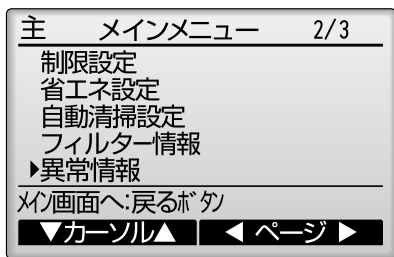 主 メインメニュー 2/3
制限設定
省エネ設定
自動清掃設定
フィルター情報
▶異常情報
ﾒｲﾝ画面へ:戻るﾎﾞﾀﾝ
▼カーソル▲ ◀ ページ ▶